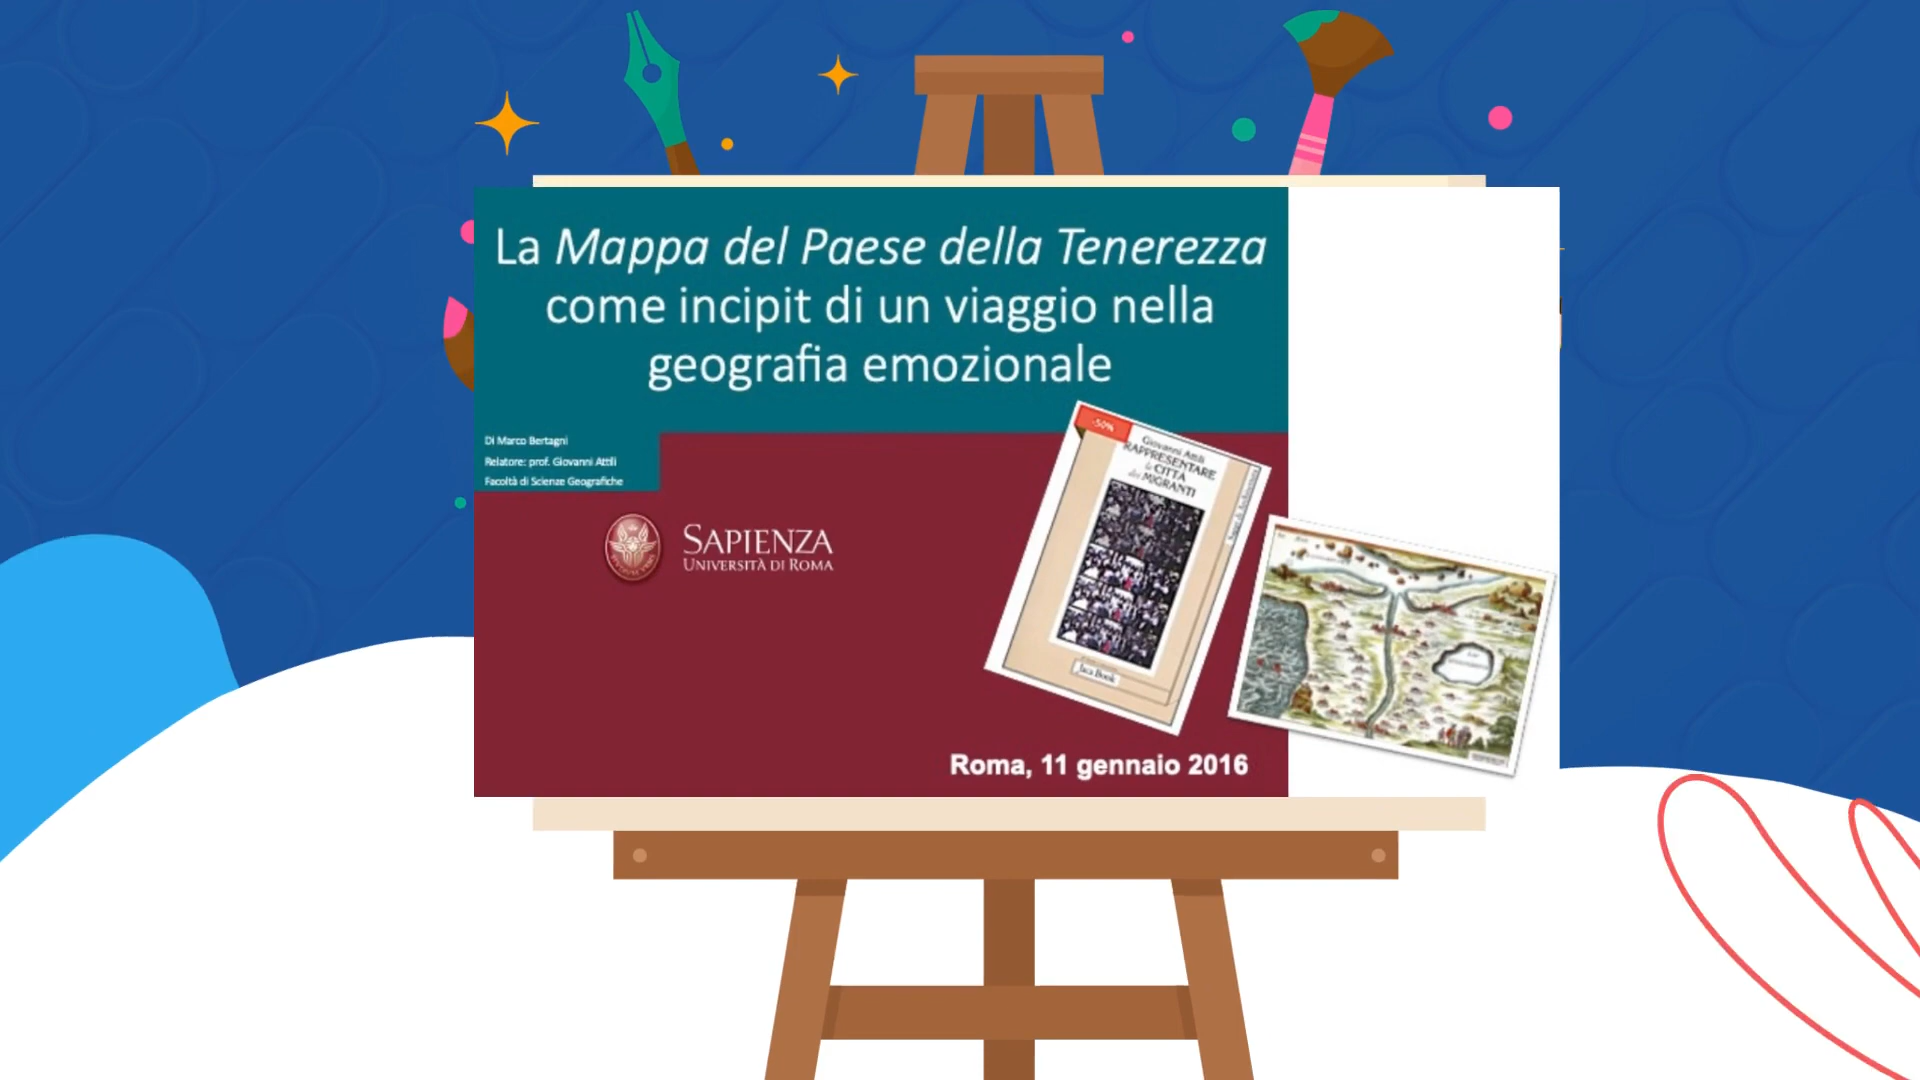 La Mappa del Paese della Tenerezza
come incipit di un viaggio nella
geografia emozionale
Di Marco Bertagni
Relatore: prof. Giovanni Attili
Facoltà di Scienze Geografiche
SAPIENZA
UNIVERSITÀ DI ROMA
-50%
Giovanni Attili
RAPPRESENTARE
la CITTÀ
dei MIGRANTI
Jaca Book
Roma, 11 gennaio 2016